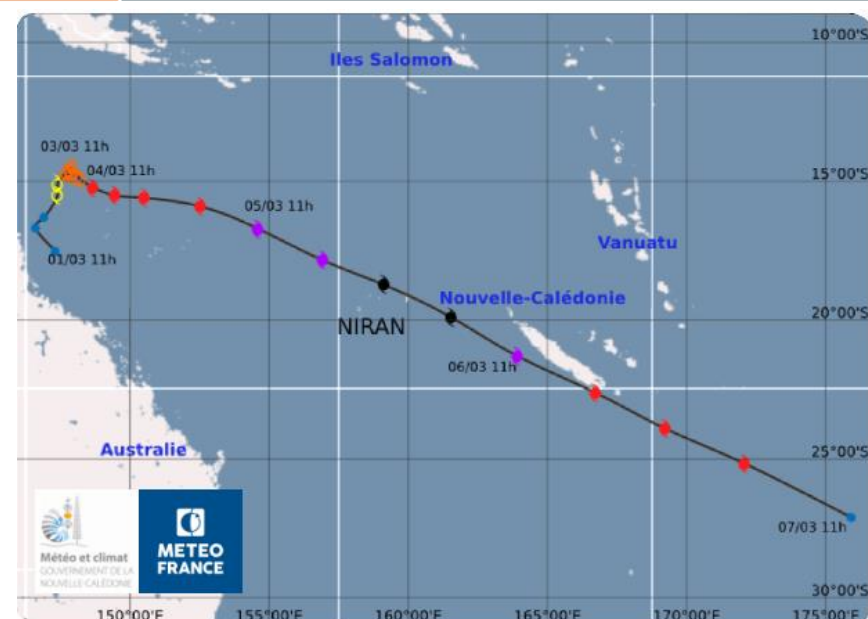 10°00'S
Iles Salomon
03/03 11h
04/03 11h
15°00'S
05/03 11h
Vanuatu
01/03 11h
Nouvelle-Calédonie
20°00'S
NIRAN
06/03 11h
Australie
25°00'S
07/03 11h
Météo et climat
GOUVERNEMENT DE LA
NOUVELLE-CALÉDONIE
METEO
FRANCE
30°00'S
150°00'E
155°00'E
160°00'E
165°00'E
170°00'E
175°00'E